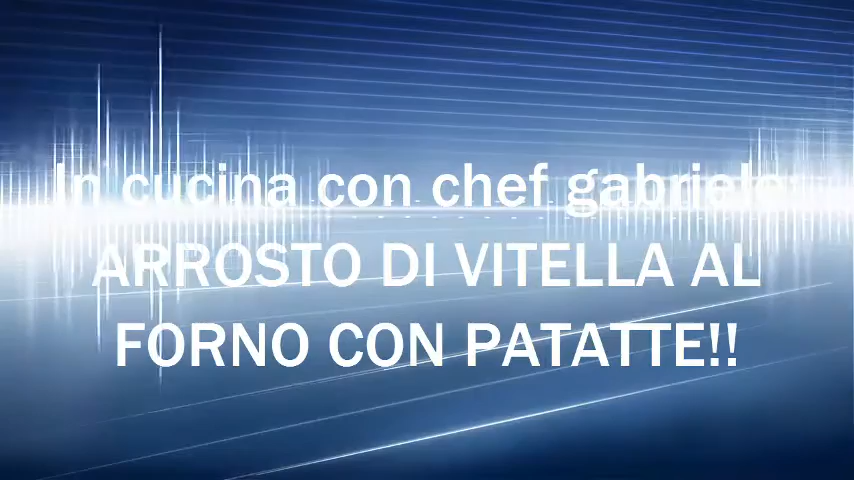 In cucina con chef gabriele:
ARROSTO DI VITELLA AL
FORNO CON PATATTE!!